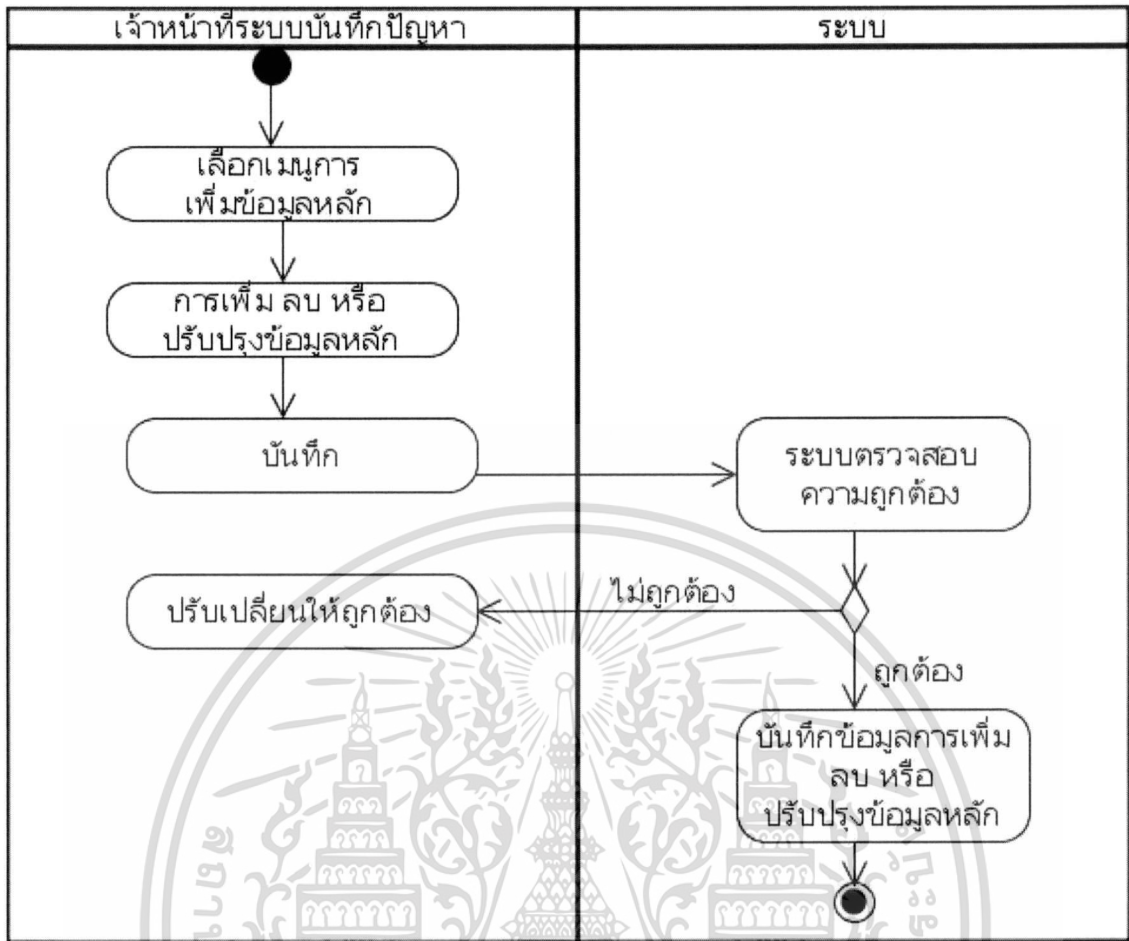 เจ้าหน้าที่ระบบบันทึกปัญหา
ระบบ
เลือกเมนูการ
เพิ่มข้อมูลหลัก
การเพิ่ม ลบ หรือ
ปรับปรุงข้อมูลหลัก
บันทึก
ระบบตรวจสอบ
ความถูกต้อง
ไม่ถูกต้อง
ปรับเปลี่ยนให้ถูกต้อง
ถูกต้อง
บันทึกข้อมูลการเพิ่ม
ลบ หรือ
ปรับปรุงข้อมูลหลัก